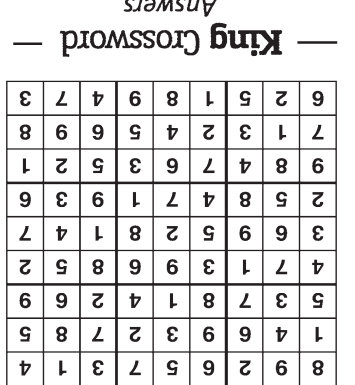 8 6 2 9 5 7 3 1 4
1 4 9 6 3 2 7 8 5
5 3 7 8 1 4 2 6 9
4 7 1 3 9 6 8 5 2
3 9 6 5 2 8 1 4 7
2 5 8 4 7 1 9 3 6
9 8 4 7 6 3 5 2 1
7 1 3 2 4 5 6 9 8
6 2 5 1 8 9 4 7 3
— King Crossword —
Answers